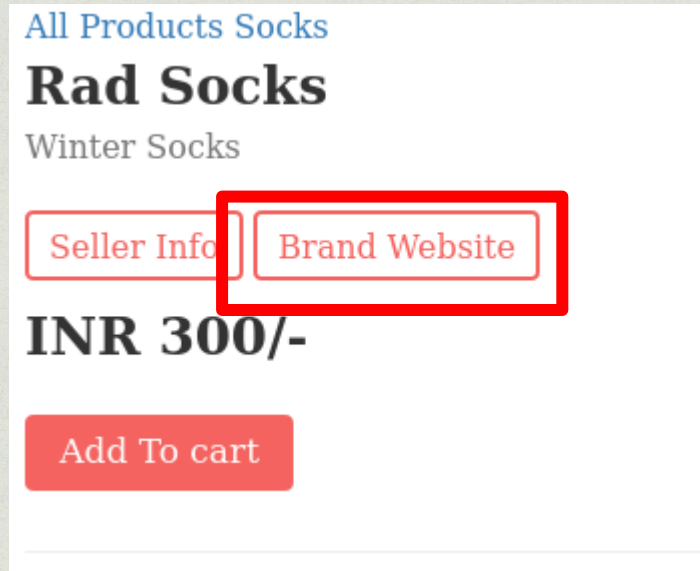 All Products Socks
Rad Socks
Winter Socks
Seller Info Brand Website
INR 300/-
Add To cart